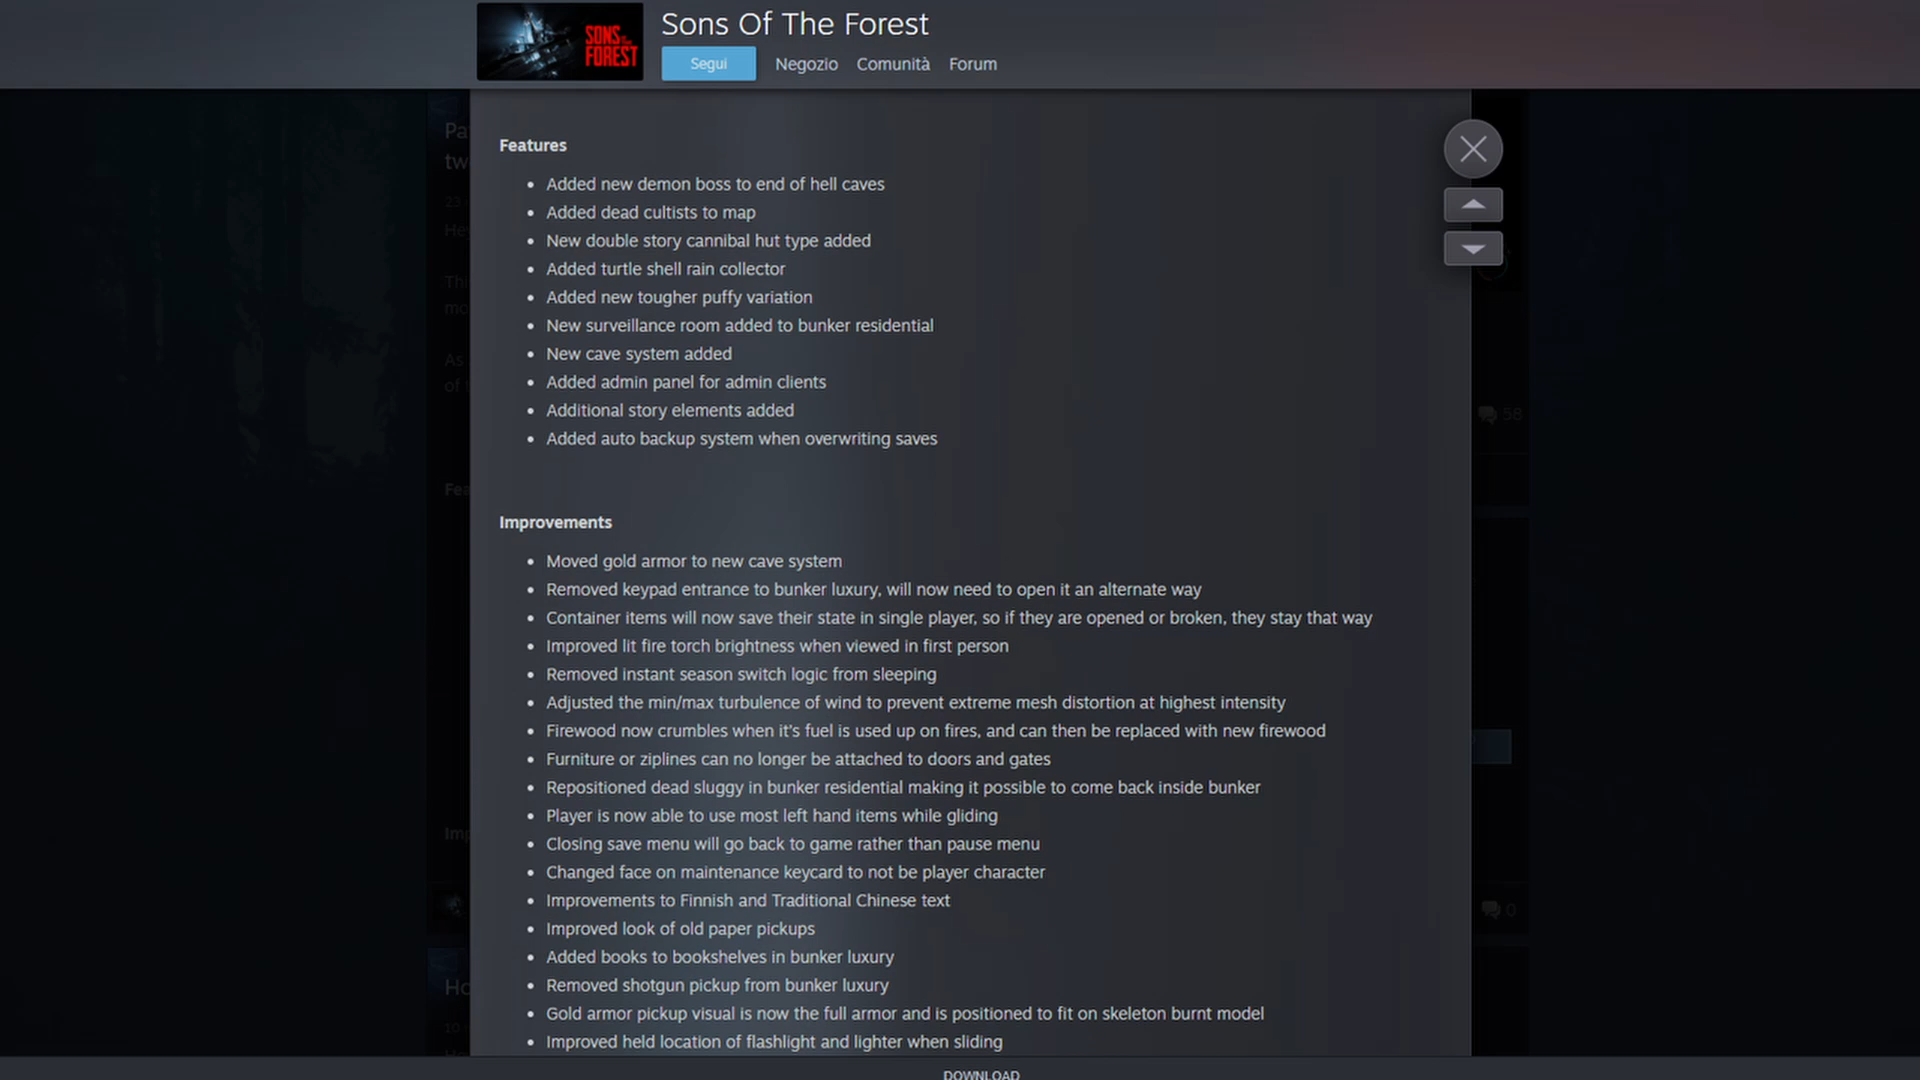 Sons Of The Forest
SONS
FOREST
Segui
Negozio
Comunità
Forum
Features
Added new demon boss to end of hell caves
Added dead cultists to map
New double story cannibal hut type added
Added turtle shell rain collector
Added new tougher puffy variation
New surveillance room added to bunker residential
New cave system added
Added admin panel for admin clients
Additional story elements added
58
Added auto backup system when overwriting saves
Improvements
Moved gold armor to new cave system
Removed keypad entrance to bunker luxury, will now need to open it an alternate way
Container items will now save their state in single player, so if they are opened or broken, they stay that way
Improved lit fire torch brightness when viewed in first person
Removed instant season switch logic from sleeping
Adjusted the min/max turbulence of wind to prevent extreme mesh distortion at highest intensity
Firewood now crumbles when it's fuel is used up on fires, and can then be replaced with new firewood
Furniture or ziplines can no longer be attached to doors and gates
Repositioned dead sluggy in bunker residential making it possible to come back inside bunker
Player is now able to use most left hand items while gliding
Closing save menu will go back to game rather than pause menu
Changed face on maintenance keycard to not be player character
Improvements to Finnish and Traditional Chinese text
0
Improved look of old paper pickups
Added books to bookshelves in bunker luxury
Removed shotgun pickup from bunker luxury
Gold armor pickup visual is now the full armor and is positioned to fit on skeleton burnt model
Improved held location of flashlight and lighter when sliding
DOWNLOAD